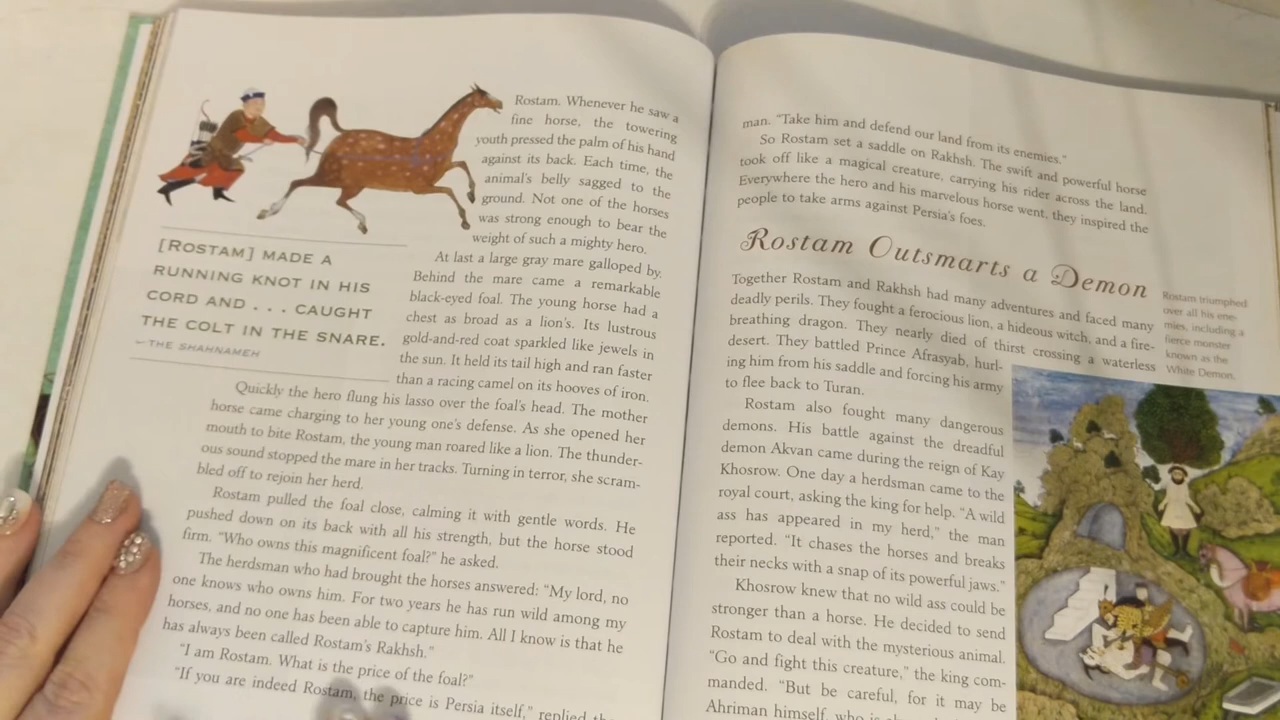 Rostam. Whenever he saw a
fine horse, the towering
youth pressed the palm of his hand
against its back. Each time, the
animal's belly sagged to the
ground. Not one of the horses
was strong enough to bear the
weight of such a mighty hero.
[ROSTAM] MADE A
RUNNING KNOT IN HIS
CORD AND . . . CAUGHT
THE COLT IN THE SNARE.
~ THE SHAHNAMEH
At last a large gray mare galloped by.
Behind the mare came a remarkable
black-eyed foal. The young horse had a
chest as broad as a lion's. Its lustrous
gold-and-red coat sparkled like jewels in
the sun. It held its tail high and ran faster
than a racing camel on its hooves of iron.
Quickly the hero flung his lasso over the foal's head. The mother
horse came charging to her young one's defense. As she opened her
mouth to bite Rostam, the young man roared like a lion. The thunder-
ous sound stopped the mare in her tracks. Turning in terror, she scram-
bled off to rejoin her herd.
Rostam pulled the foal close, calming it with gentle words. He
pushed down on its back with all his strength, but the horse stood
firm. "Who owns this magnificent foal?" he asked.
The herdsman who had brought the horses answered: "My lord, no
one knows who owns him. For two years he has run wild among my
horses, and no one has been able to capture him. All I know is that he
has always been called Rostam's Rakhsh."
"I am Rostam. What is the price of the foal?"
"If you are indeed Rostam, the price is Persia itself," replied the
man. "Take him and defend our land from its enemies."
So Rostam set a saddle on Rakhsh. The swift and powerful horse
took off like a magical creature, carrying his rider across the land.
Everywhere the hero and his marvelous horse went, they inspired the
people to take arms against Persia's foes.
Rostam Outsmarts a Demon
Together Rostam and Rakhsh had many adventures and faced many
deadly perils. They fought a ferocious lion, a hideous witch, and a fire-
breathing dragon. They nearly died of thirst crossing a waterless
desert. They battled Prince Afrasyab, hurl-
ing him from his saddle and forcing his army
to flee back to Turan.
Rostam also fought many dangerous
demons. His battle against the dreadful
demon Akvan came during the reign of Kay
Khosrow. One day a herdsman came to the
royal court, asking the king for help. "A wild
ass has appeared in my herd," the man
reported. "It chases the horses and breaks
their necks with a snap of its powerful jaws."
Khosrow knew that no wild ass could be
stronger than a horse. He decided to send
Rostam to deal with the mysterious animal.
"Go and fight this creature," the king com-
manded. "But be careful, for it may be
Ahriman himself, who is
Rostam triumphed
over all his ene-
mies, including a
fierce monster
known as the
White Demon.